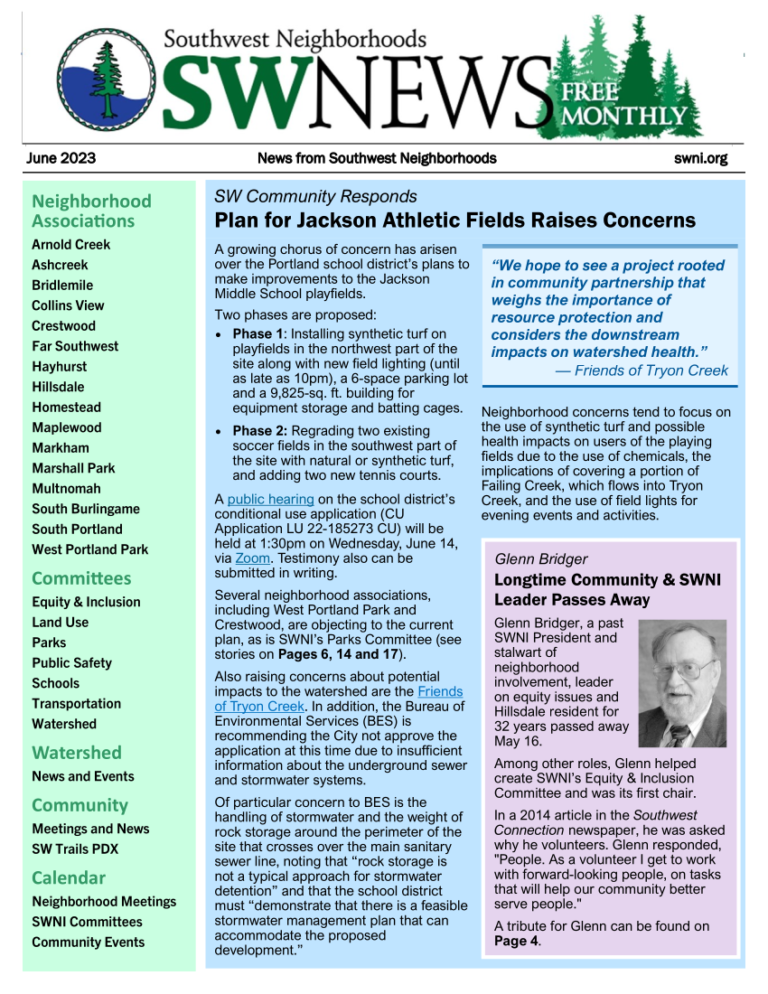 Southwest Neighborhoods
SWNEWS
FREE
MONTHLY
June 2023
News from Southwest Neighborhoods
swni.org
Neighborhood
Associations
Arnold Creek
Ashcreek
Bridlemile
Collins View
Crestwood
Far Southwest
Hayhurst
Hillsdale
Homestead
Maplewood
Markham
Marshall Park
Multnomah
South Burlingame
South Portland
West Portland Park
Committees
Equity & Inclusion
Land Use
Parks
Public Safety
Schools
Transportation
Watershed
Watershed
News and Events
Community
Meetings and News
SW Trails PDX
Calendar
Neighborhood Meetings
SWNI Committees
Community Events
SW Community Responds
Plan for Jackson Athletic Fields Raises Concerns
A growing chorus of concern has arisen
over the Portland school district's plans to
make improvements to the Jackson
Middle School playfields.
Two phases are proposed:
• Phase 1: Installing synthetic turf on
playfields in the northwest part of the
site along with new field lighting (until
as late as 10pm), a 6-space parking lot
and a 9,825-sq. ft. building for
equipment storage and batting cages.
• Phase 2: Regrading two existing
soccer fields in the southwest part of
the site with natural or synthetic turf,
and adding two new tennis courts.
A public hearing on the school district's
conditional use application (CU
Application LU 22-185273 CU) will be
held at 1:30pm on Wednesday, June 14,
via Zoom. Testimony also can be
submitted in writing.
Several neighborhood associations,
including West Portland Park and
Crestwood, are objecting to the current
plan, as is SWNI's Parks Committee (see
stories on Pages 6, 14 and 17).
Also raising concerns about potential
impacts to the watershed are the Friends
of Tryon Creek. In addition, the Bureau of
Environmental Services (BES) is
recommending the City not approve the
application at this time due to insufficient
information about the underground sewer
and stormwater systems.
Of particular concern to BES is the
handling of stormwater and the weight of
rock storage around the perimeter of the
site that crosses over the main sanitary
sewer line, noting that “rock storage is
not a typical approach for stormwater
detention” and that the school district
must “demonstrate that there is a feasible
stormwater management plan that can
accommodate the proposed
development.”
“We hope to see a project rooted
in community partnership that
weighs the importance of
resource protection and
considers the downstream
impacts on watershed health.”
— Friends of Tryon Creek
Neighborhood concerns tend to focus on
the use of synthetic turf and possible
health impacts on users of the playing
fields due to the use of chemicals, the
implications of covering a portion of
Failing Creek, which flows into Tryon
Creek, and the use of field lights for
evening events and activities.
Glenn Bridger
Longtime Community & SWNI
Leader Passes Away
Glenn Bridger, a past
SWNI President and
stalwart of
neighborhood
involvement, leader
on equity issues and
Hillsdale resident for
32 years passed away
May 16.
Among other roles, Glenn helped
create SWNI's Equity & Inclusion
Committee and was its first chair.
In a 2014 article in the Southwest
Connection newspaper, he was asked
why he volunteers. Glenn responded,
"People. As a volunteer I get to work
with forward-looking people, on tasks
that will help our community better
serve people."
A tribute for Glenn can be found on
Page 4.